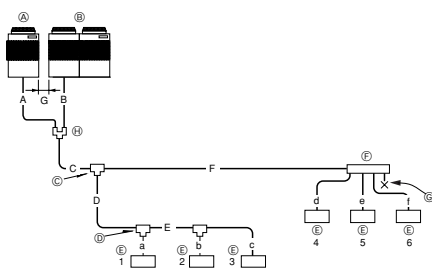 Ⓐ Ⓑ
A G B
Ⓗ
C F Ⓕ
Ⓒ Ⓖ
D d e f
Ⓓ E Ⓔ Ⓔ Ⓔ
a b c 4 5 6
Ⓔ Ⓔ Ⓔ
1 2 3